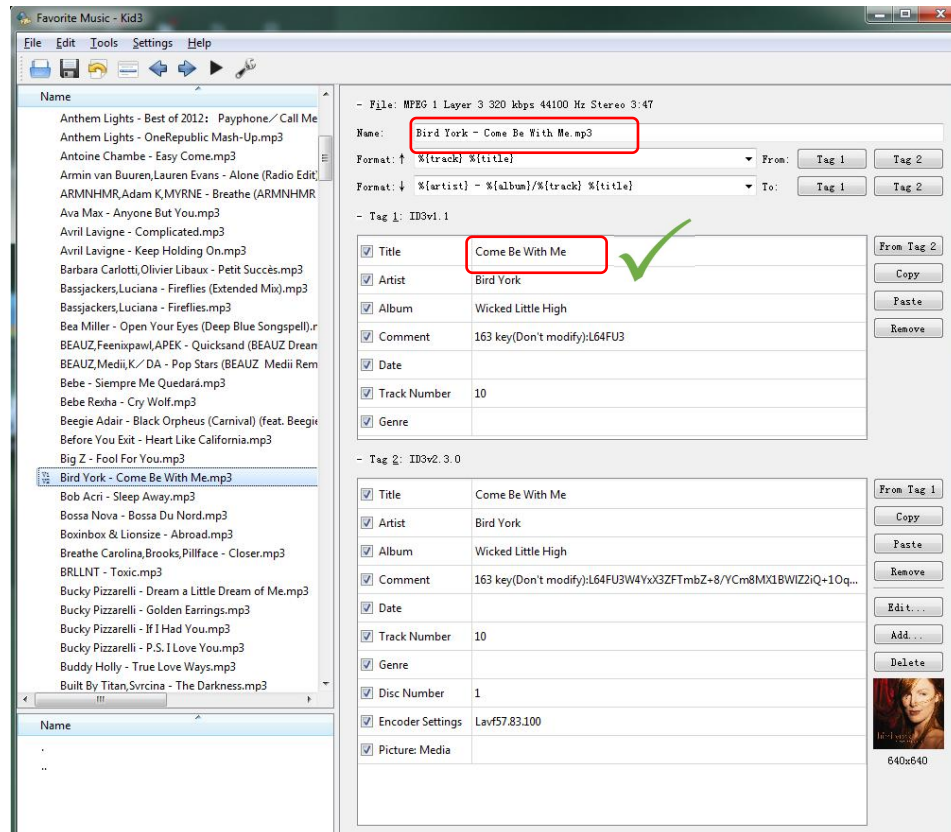 Favorite Music - Kid3
File Edit Tools Settings Help
Name
Anthem Lights - Best of 2012： Payphone／Call Me
Anthem Lights - OneRepublic Mash-Up.mp3
Antoine Chambe - Easy Come.mp3
Armin van Buuren,Lauren Evans - Alone (Radio Edit)
ARMNHMR,Adam K,MYRNE - Breathe (ARMNHMR
Ava Max - Anyone But You.mp3
Avril Lavigne - Complicated.mp3
Avril Lavigne - Keep Holding On.mp3
Barbara Carlotti,Olivier Libaux - Petit Succès.mp3
Bassjackers,Luciana - Fireflies (Extended Mix).mp3
Bassjackers,Luciana - Fireflies.mp3
Bea Miller - Open Your Eyes (Deep Blue Songspell).r
BEAUZ,Feenixpawl,APEK - Quicksand (BEAUZ Dream
BEAUZ,Medii,K／DA - Pop Stars (BEAUZ Medii Rem
Bebe - Siempre Me Quedará.mp3
Bebe Rexha - Cry Wolf.mp3
Beegie Adair - Black Orpheus (Carnival) (feat. Beegie
Before You Exit - Heart Like California.mp3
Big Z - Fool For You.mp3
V1 V2 Bird York - Come Be With Me.mp3
Bob Acri - Sleep Away.mp3
Bossa Nova - Bossa Du Nord.mp3
Boxinbox & Lionsize - Abroad.mp3
Breathe Carolina,Brooks,Pillface - Closer.mp3
BRLLNT - Toxic.mp3
Bucky Pizzarelli - Dream a Little Dream of Me.mp3
Bucky Pizzarelli - Golden Earrings.mp3
Bucky Pizzarelli - If I Had You.mp3
Bucky Pizzarelli - P.S. I Love You.mp3
Buddy Holly - True Love Ways.mp3
Built By Titan,Svrcina - The Darkness.mp3
Name
.
..
- File: MPEG 1 Layer 3 320 kbps 44100 Hz Stereo 3:47
Name: Bird York - Come Be With Me.mp3
Format:↑ %{track} %{title} From: Tag 1 Tag 2
Format:↓ %{artist} - %{album}/%{track} %{title} To: Tag 1 Tag 2
- Tag 1: ID3v1.1
Title Come Be With Me From Tag 2
Artist Bird York Copy
Album Wicked Little High Paste
Comment 163 key(Don't modify):L64FU3 Remove
Date
Track Number 10
Genre
- Tag 2: ID3v2.3.0
Title Come Be With Me From Tag 1
Artist Bird York Copy
Album Wicked Little High Paste
Comment 163 key(Don't modify):L64FU3W4YxX3ZFTmbZ+8/YCm8MX1BWIZ2iQ+1Oq... Remove
Date Edit...
Track Number 10 Add...
Genre Delete
Disc Number 1
Encoder Settings Lavf57.83.100
Picture: Media
640x640